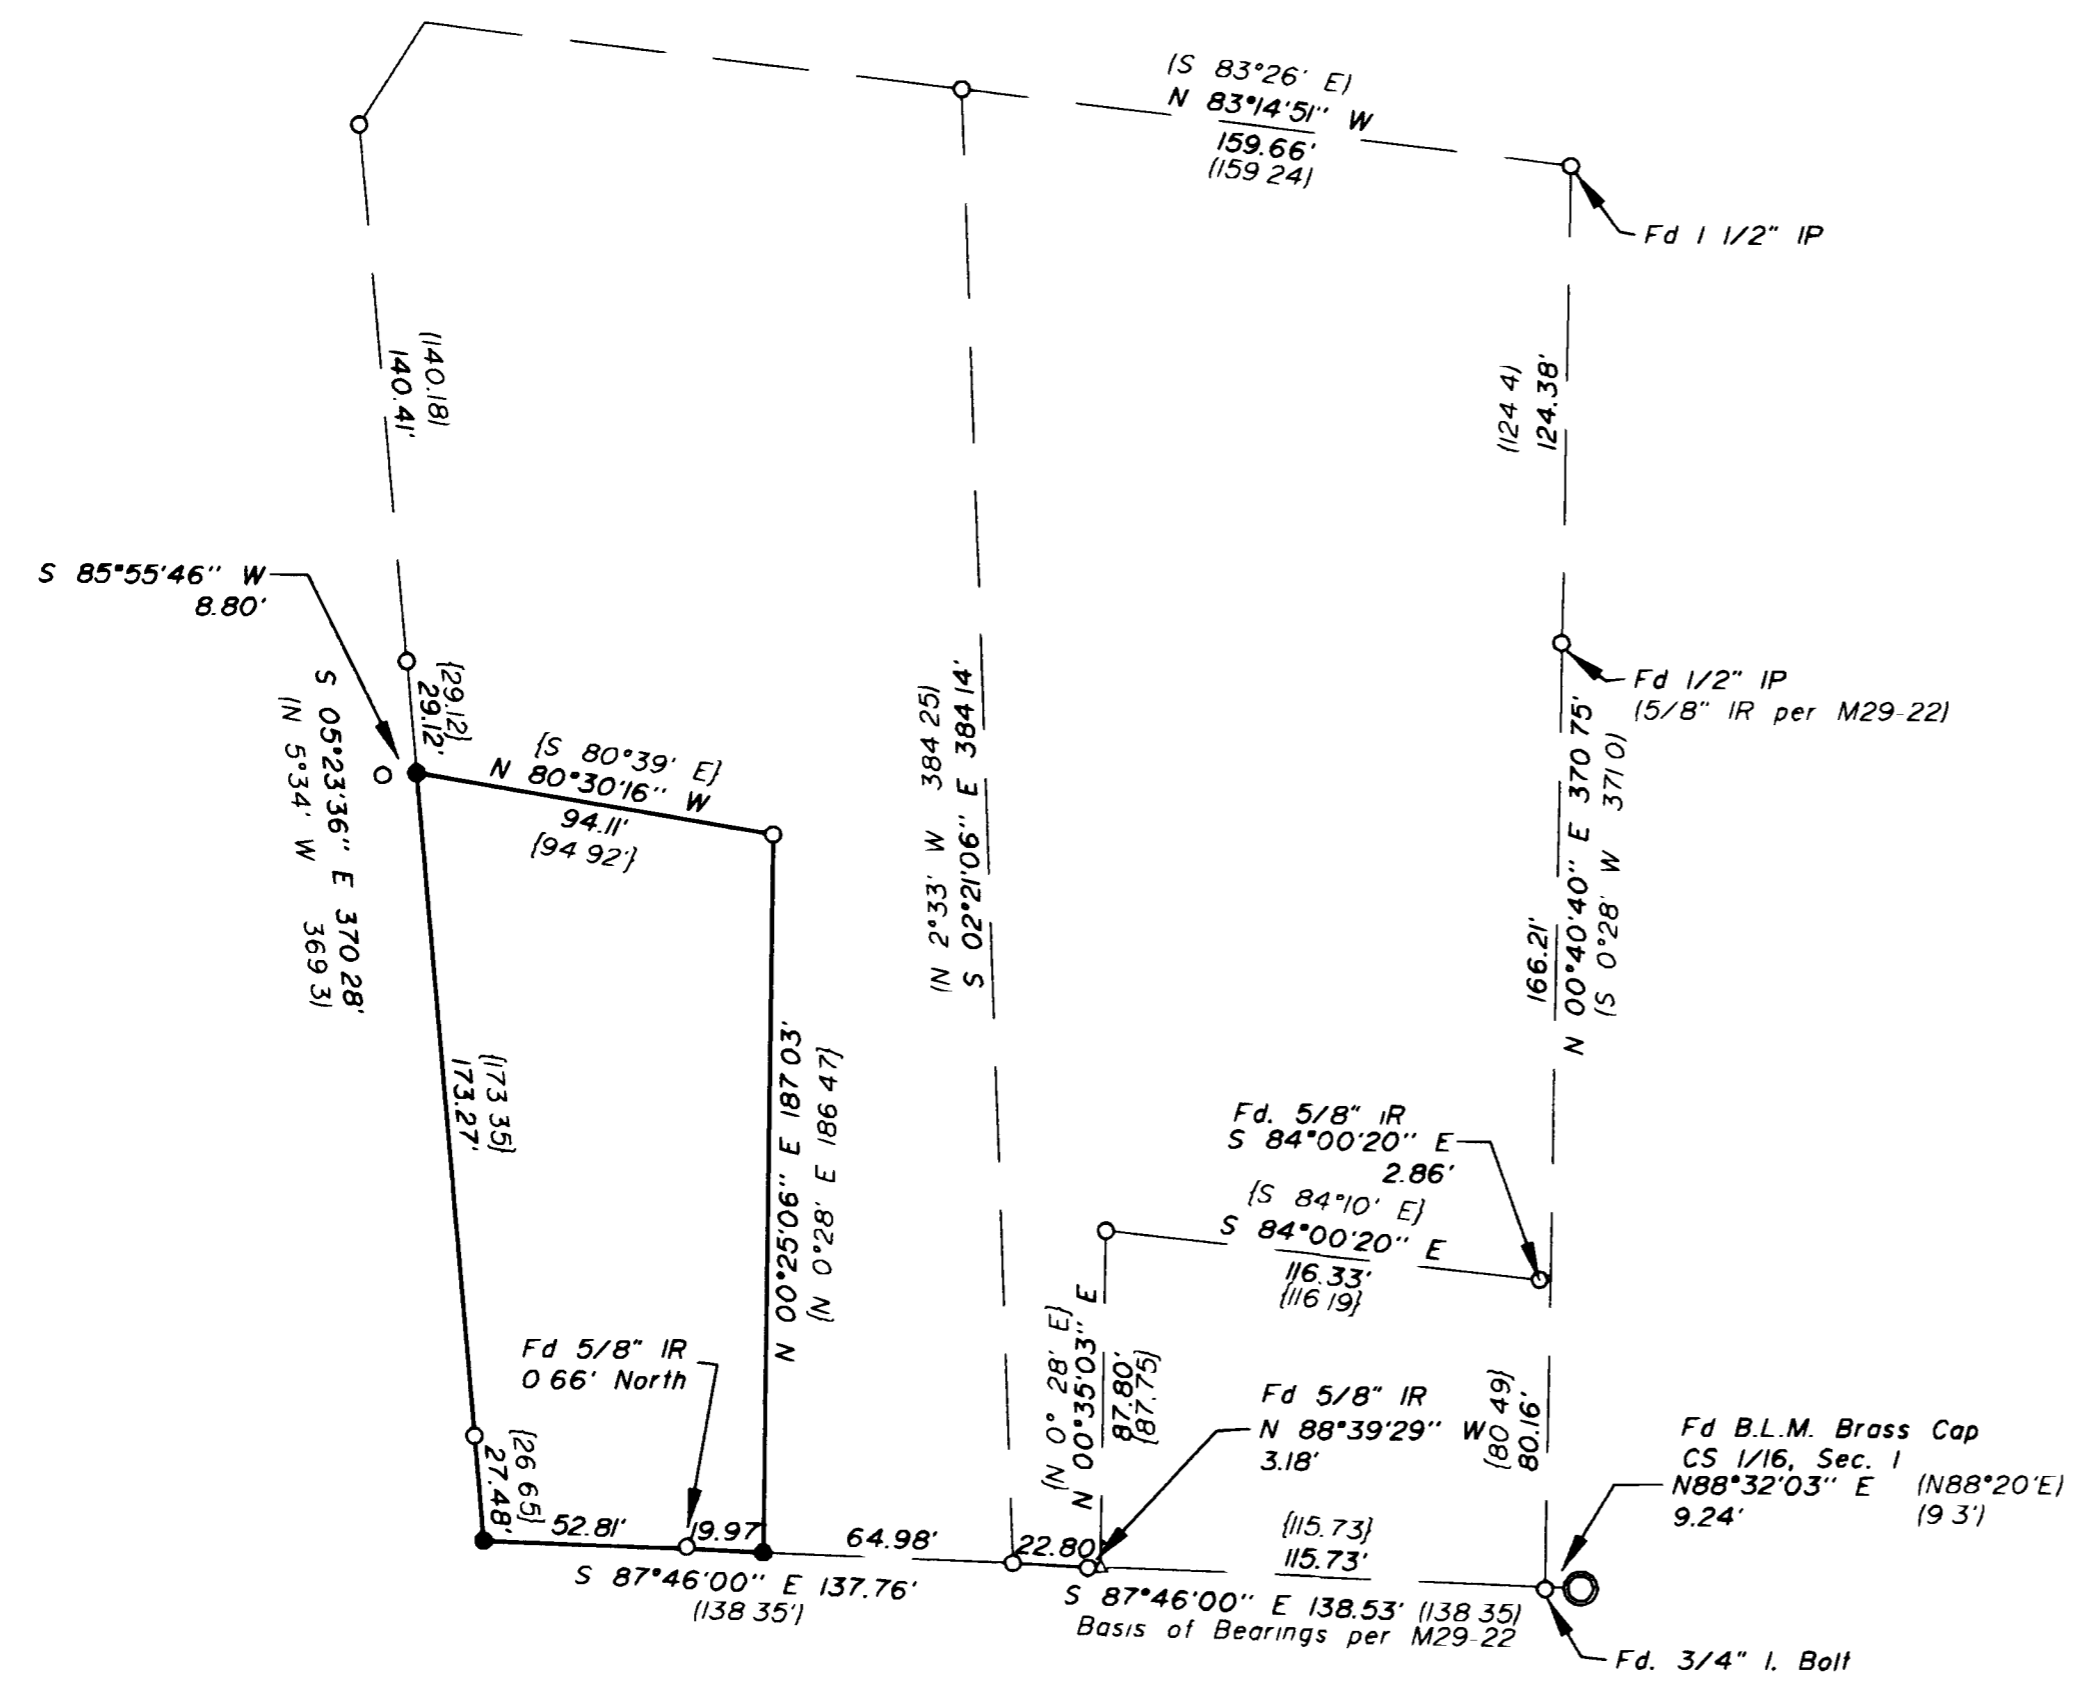 (S 83°26' E)
N 83°14'51" W
159.66'
(159 24)
Fd 1 1/2" IP
(140.18)
140.41'
(124 4)
124.38'
S 85°55'46" W
8.80'
{29.12}
29.12'
S 05°23'36" E 370 28'
(N 5°34' W 369 3)
{S 80°39' E}
N 80°30'16" W
94.11'
{94 92'}
(N 2°33' W 384 25)
S 02°21'06" E 384 14'
Fd 1/2" IP
(5/8" IR per M29-22)
166.21'
N 00°40'40" E 370 75'
(S 0°28' W 371 0)
{173 35}
173.27'
N 00°25'06" E 187 03'
{N 0°28' E 186 47}
Fd. 5/8" IR
S 84°00'20" E
2.86'
{S 84°10' E}
S 84°00'20" E
116.33'
{116 19}
{N 0° 28' E}
N 00°35'03" E
87.80'
{87.75}
Fd 5/8" IR
0 66' North
Fd 5/8" IR
N 88°39'29" W
3.18'
{80 49}
80.16'
Fd B.L.M. Brass Cap
CS 1/16, Sec. 1
N88°32'03" E (N88°20'E)
9.24' (9 3')
{26 65}
27.48'
52.81' 19.97' 64.98' 22.80
{115.73}
115.73'
S 87°46'00" E 137.76'
(138 35')
S 87°46'00" E 138.53' (138 35)
Basis of Bearings per M29-22
Fd. 3/4" I. Bolt